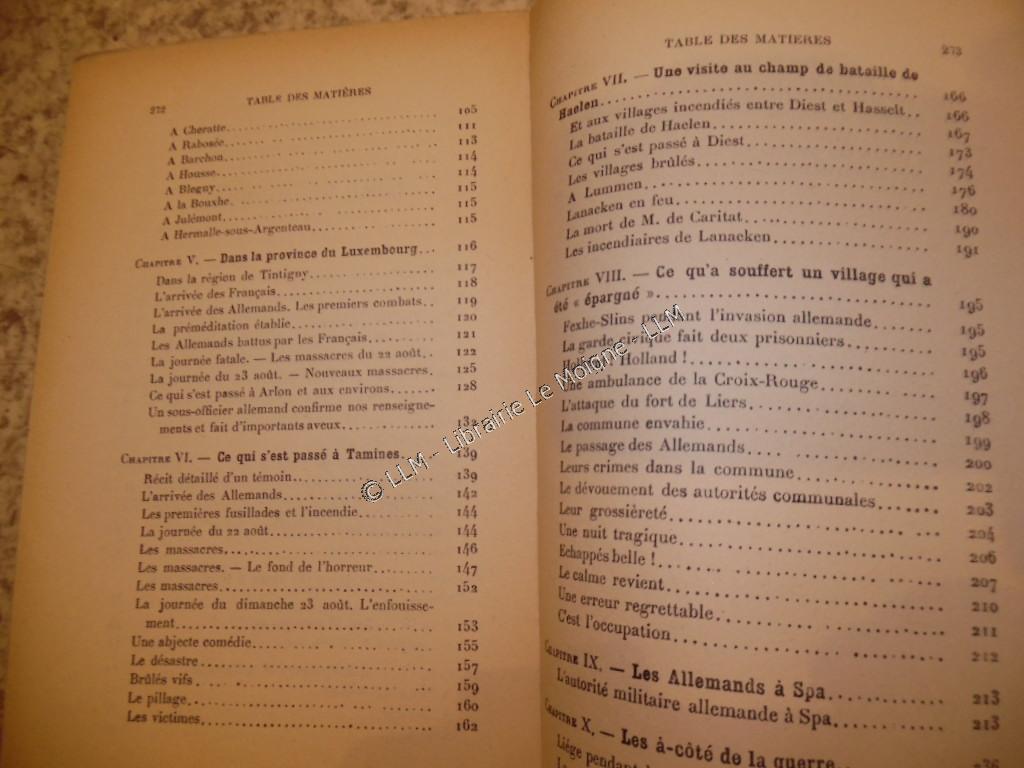 272 TABLE DES MATIÈRES
A Cheratte 105
A Rabosée 111
A Barchon 113
A Housse 114
A Blegny 114
A la Bouxhe 115
A Julémont 115
A Hermalle-sous-Argenteau 115
CHAPITRE V. — Dans la province du Luxembourg 116
Dans la région de Tintigny 117
L'arrivée des Français 118
L'arrivée des Allemands. Les premiers combats 119
La préméditation établie 120
Les Allemands battus par les Français 121
La journée fatale. — Les massacres du 22 août 122
La journée du 23 août. — Nouveaux massacres 125
Ce qui s'est passé à Arlon et aux environs 128
Un sous-officier allemand confirme nos renseigne-
ments et fait d'importants aveux 132
CHAPITRE VI. — Ce qui s'est passé à Tamines 139
Récit détaillé d'un témoin 139
L'arrivée des Allemands 142
Les premières fusillades et l'incendie 144
La journée du 22 août 144
Les massacres 146
Les massacres. — Le fond de l'horreur 147
Les massacres 152
La journée du dimanche 23 août. L'enfouisse-
ment 153
Une abjecte comédie 155
Le désastre 157
Brûlés vifs 159
Le pillage 160
Les victimes 162
TABLE DES MATIÈRES 273
CHAPITRE VII. — Une visite au champ de bataille de
Haelen 166
Et aux villages incendiés entre Diest et Hasselt 166
La bataille de Haelen 167
Ce qui s'est passé à Diest 173
Les villages brûlés 174
A Lummen 176
Lanacken en feu 180
La mort de M. de Caritat 190
Les incendiaires de Lanacken 191
CHAPITRE VIII. — Ce qu'a souffert un village qui a
été « épargné » 195
Fexhe-Slins pendant l'invasion allemande 195
La garde civique fait deux prisonniers 195
Holland ! 196
Une ambulance de la Croix-Rouge 197
L'attaque du fort de Liers 198
La commune envahie 199
Le passage des Allemands 200
Leurs crimes dans la commune 202
Le dévouement des autorités communales 203
Leur grossièreté 204
Une nuit tragique 206
Echappés belle ! 207
Le calme revient 210
Une erreur regrettable 211
C'est l'occupation 212
CHAPITRE IX. — Les Allemands à Spa 213
L'autorité militaire allemande à Spa 213
CHAPITRE X. — Les à-côté de la guerre
Liège pendant
© LLM - Librairie Le Moigne - LLM